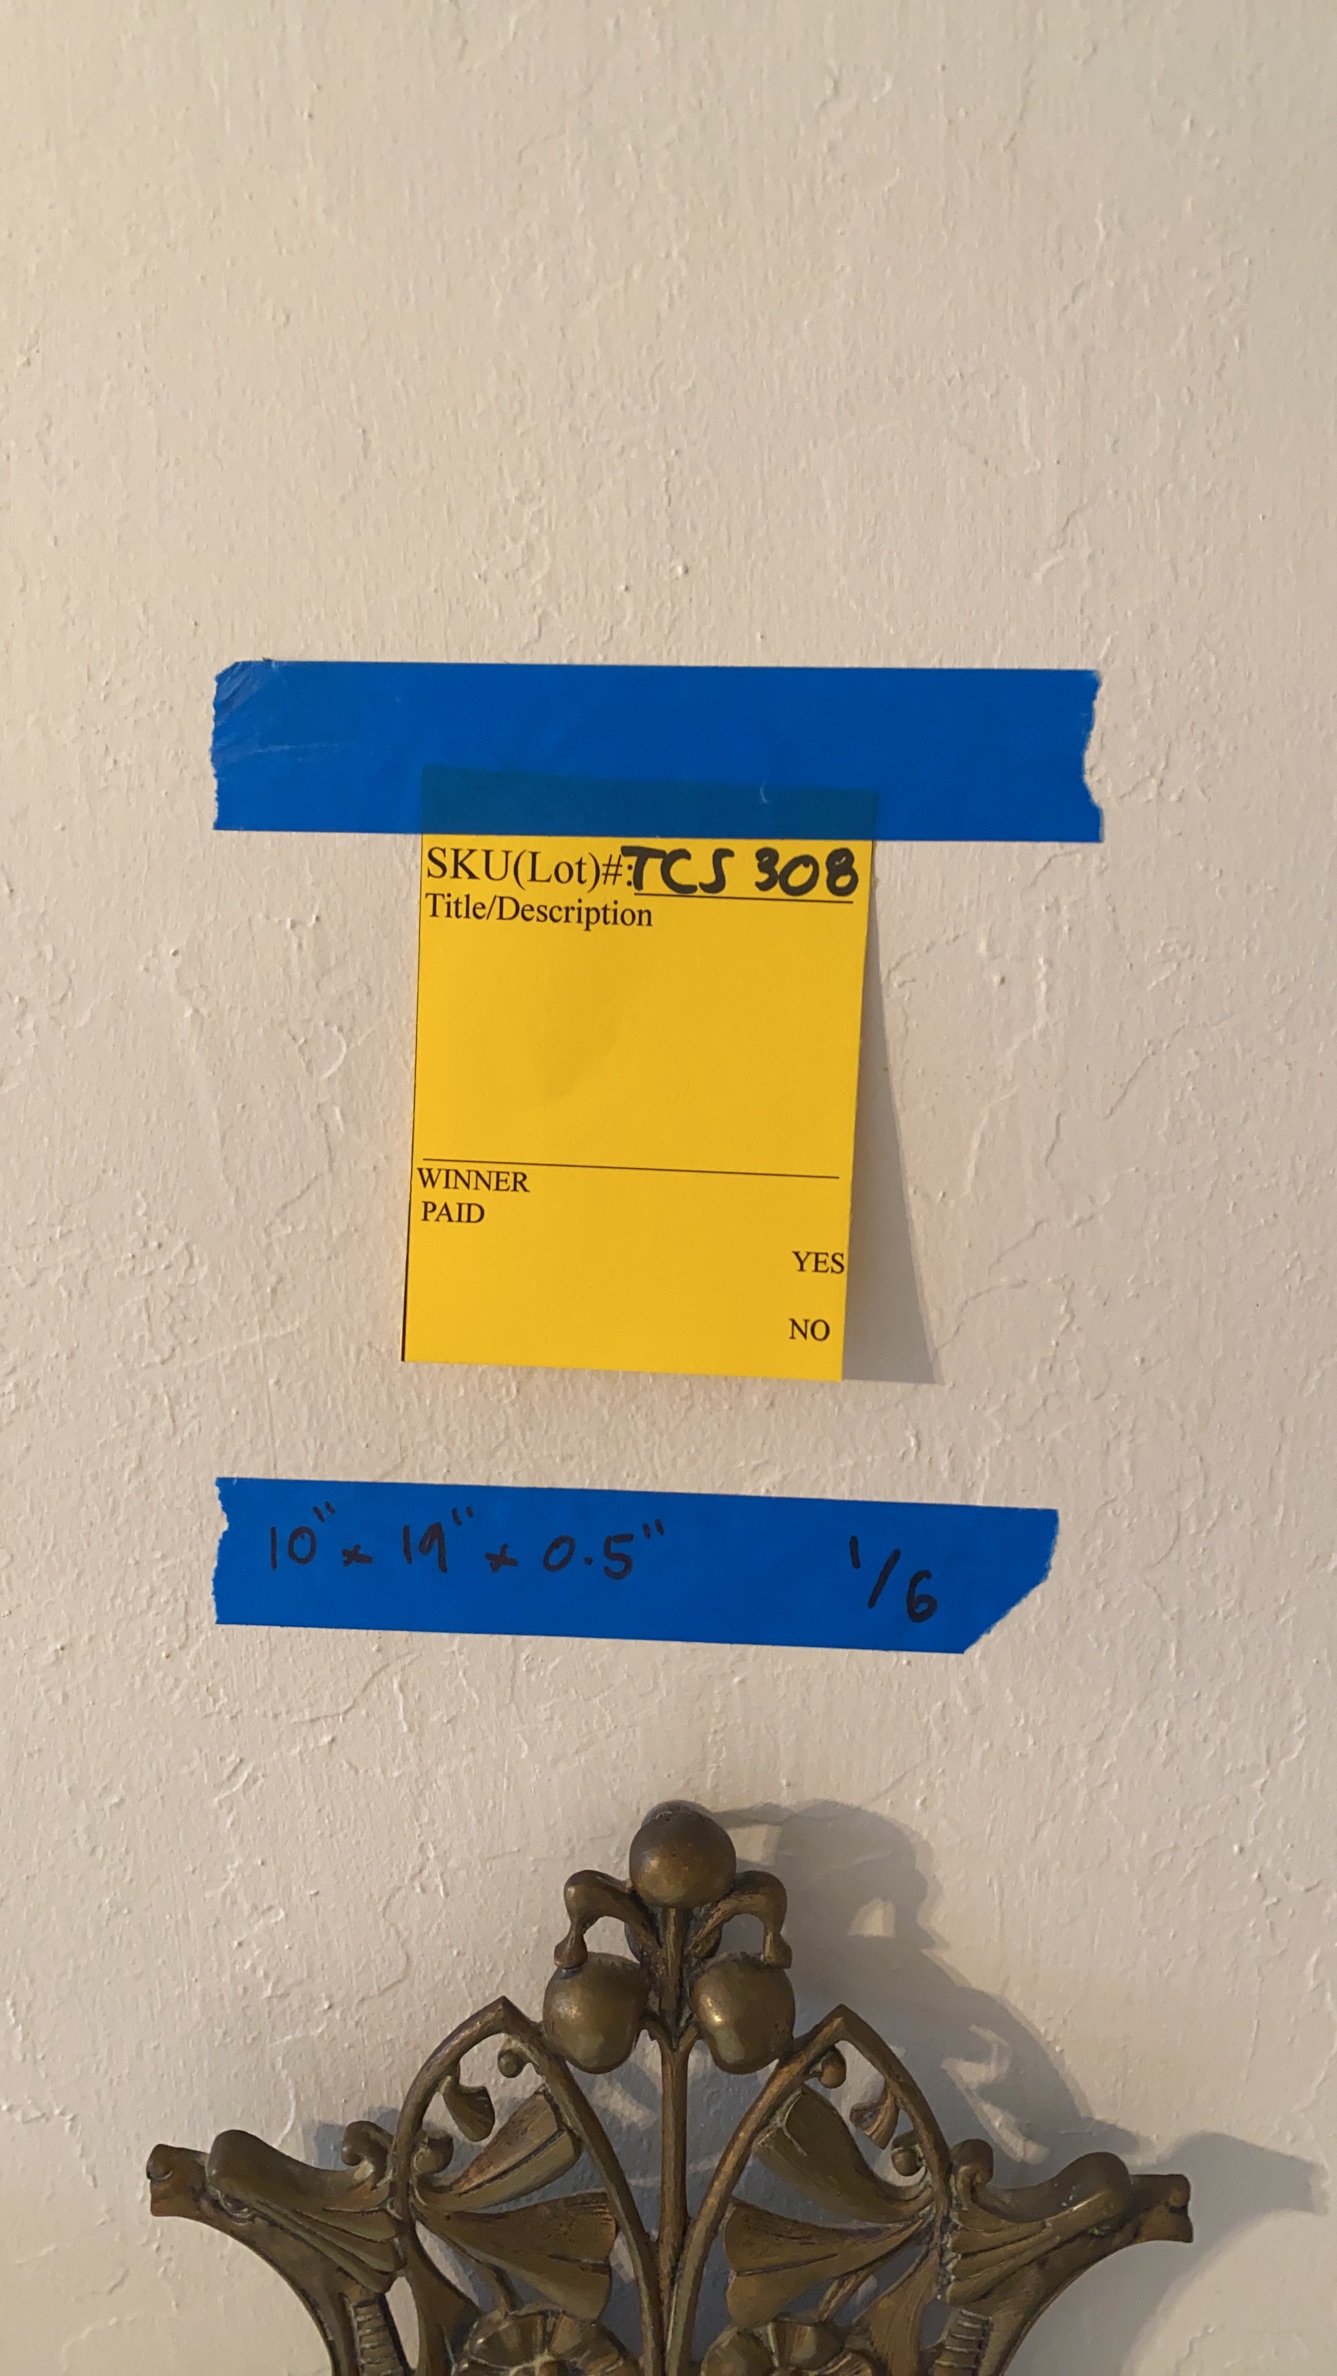 SKU(Lot)#:TCS 308
Title/Description
WINNER
PAID
YES
NO
10" x 19" x 0.5" 1/6